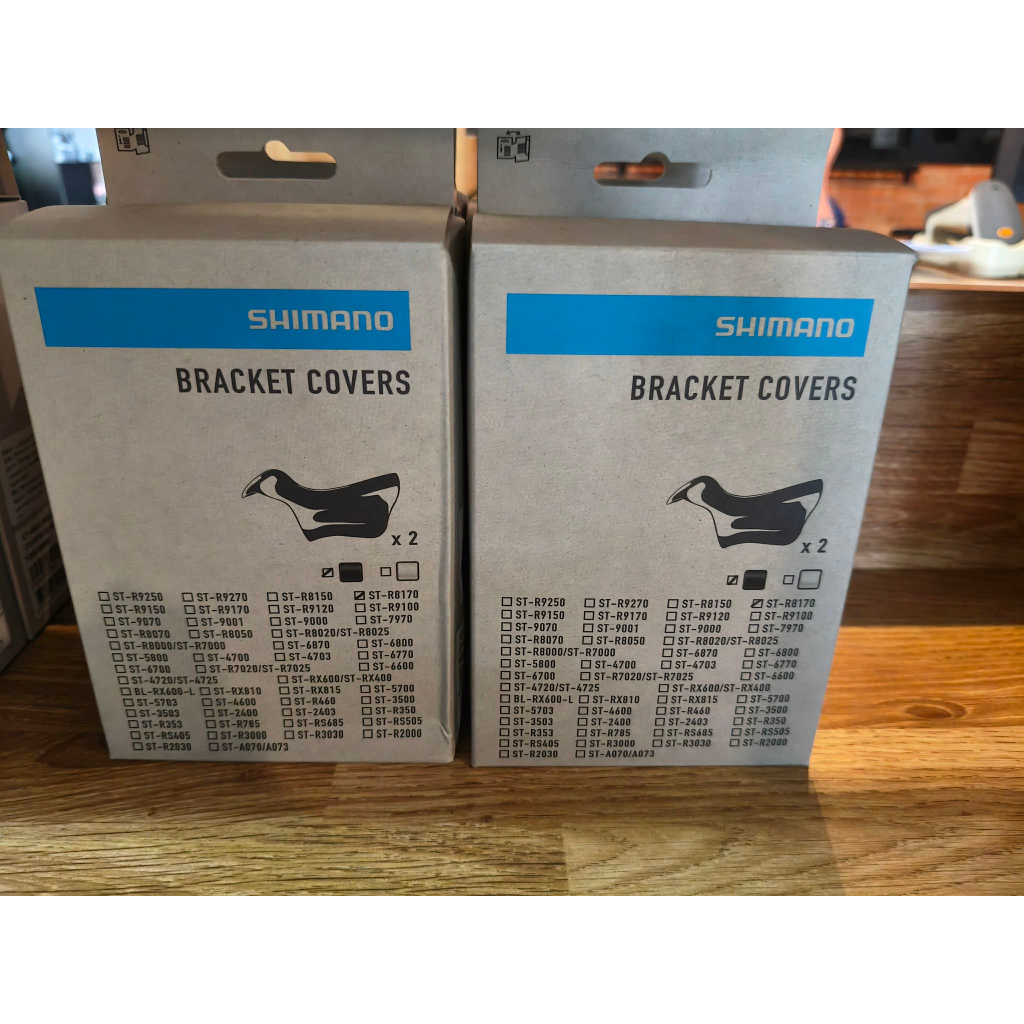 SHIMANO
BRACKET COVERS
x 2
ST-R9250 ST-R9270 ST-R8150 ST-R8170
ST-R9150 ST-R9170 ST-R9120 ST-R9100
ST-9070 ST-9001 ST-9000 ST-7970
ST-R8070 ST-R8050 ST-R8020/ST-R8025
ST-R8000/ST-R7000 ST-6870 ST-6800
ST-5800 ST-4700 ST-4703 ST-6770
ST-6700 ST-R7020/ST-R7025 ST-6600
ST-4720/ST-4725 ST-RX600/ST-RX400
BL-RX600-L ST-RX810 ST-RX815 ST-5700
ST-5703 ST-4600 ST-R460 ST-3500
ST-3503 ST-2400 ST-2403 ST-R350
ST-R353 ST-R785 ST-RS685 ST-RS505
ST-RS405 ST-R3000 ST-R3030 ST-R2000
ST-R2030 ST-A070/A073
SHIMANO
BRACKET COVERS
x 2
ST-R9250 ST-R9270 ST-R8150 ST-R8170
ST-R9150 ST-R9170 ST-R9120 ST-R9100
ST-9070 ST-9001 ST-9000 ST-7970
ST-R8070 ST-R8050 ST-R8020/ST-R8025
ST-R8000/ST-R7000 ST-6870 ST-6800
ST-5800 ST-4700 ST-4703 ST-6770
ST-6700 ST-R7020/ST-R7025 ST-6600
ST-4720/ST-4725 ST-RX600/ST-RX400
BL-RX600-L ST-RX810 ST-RX815 ST-5700
ST-5703 ST-4600 ST-R460 ST-3500
ST-3503 ST-2400 ST-2403 ST-R350
ST-R353 ST-R785 ST-RS685 ST-RS505
ST-RS405 ST-R3000 ST-R3030 ST-R2000
ST-R2030 ST-A070/A073